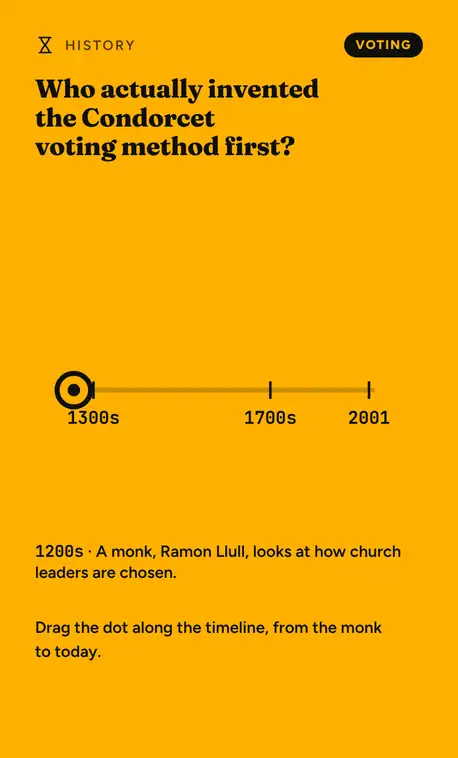 HISTORY
VOTING
Who actually invented
the Condorcet
voting method first?
1300s
1700s
2001
1200s · A monk, Ramon Llull, looks at how church
leaders are chosen.
Drag the dot along the timeline, from the monk
to today.